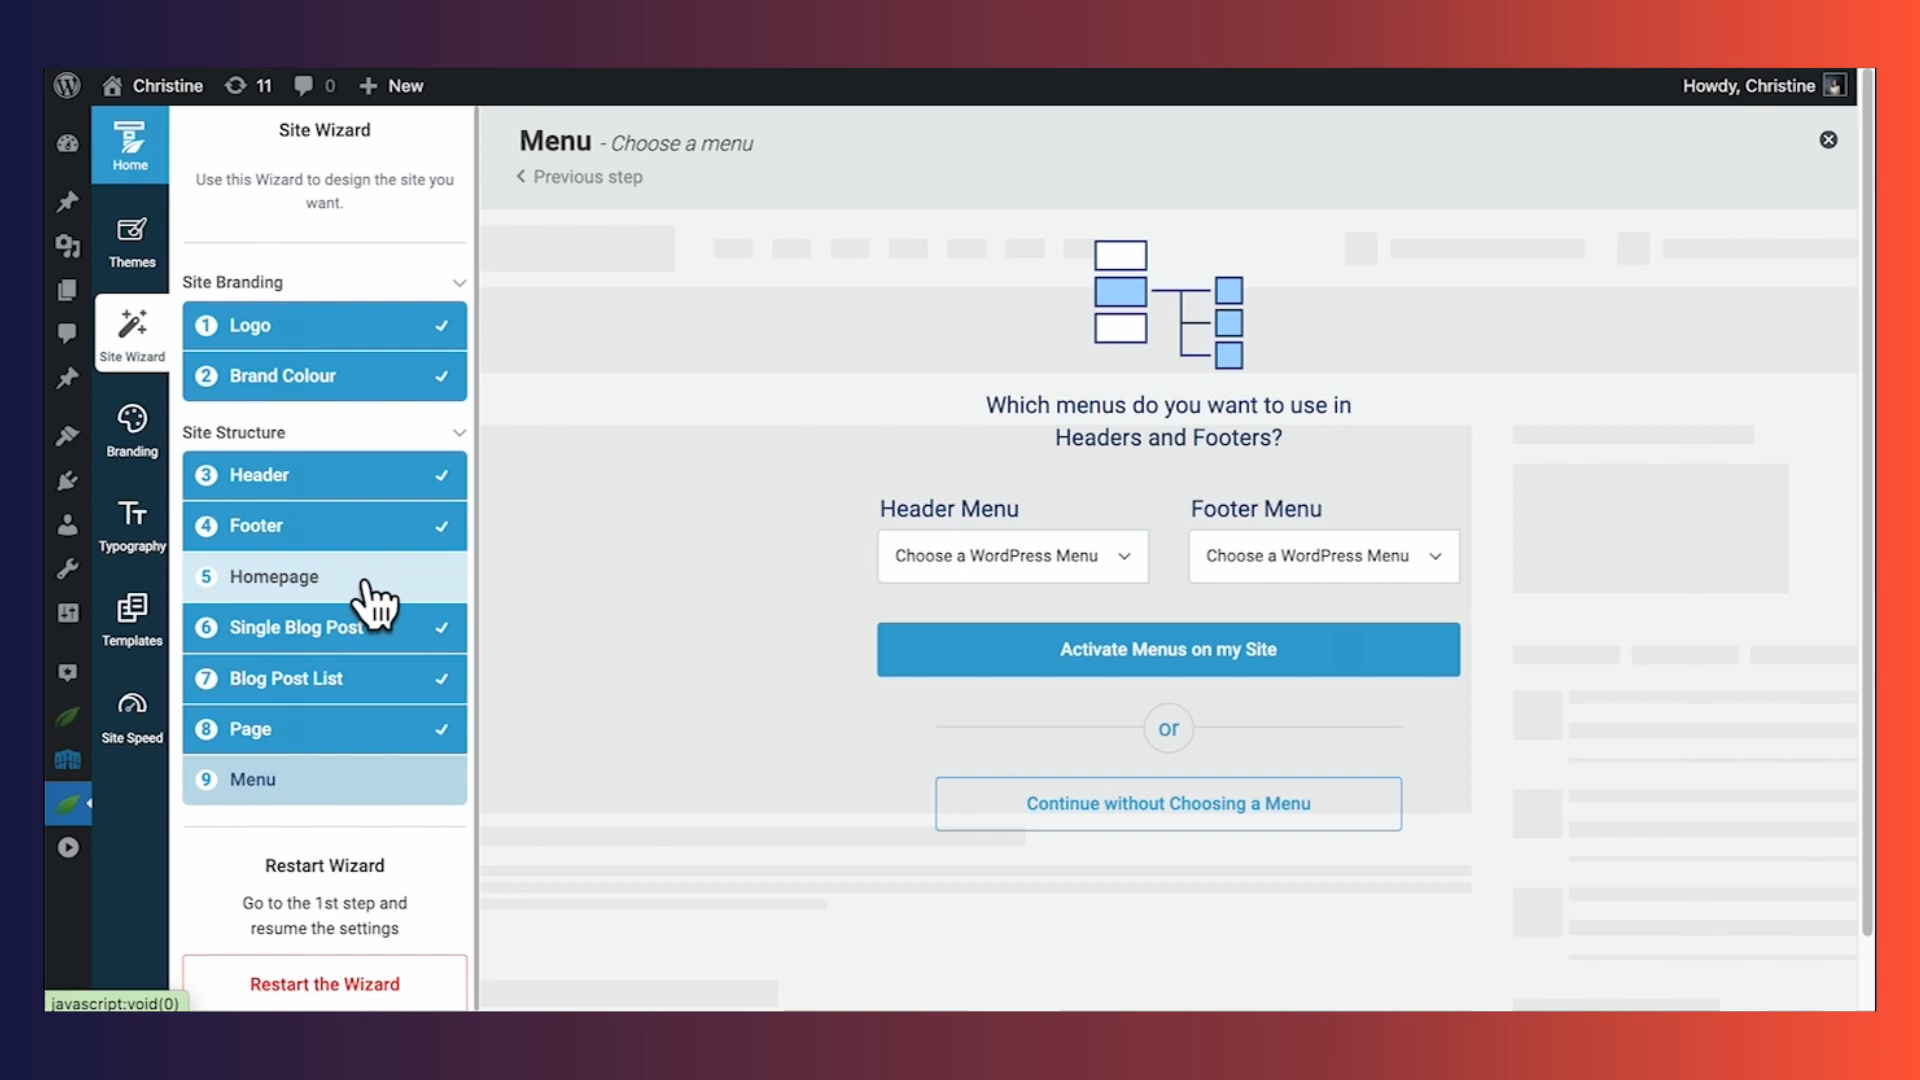 Christine
11
0
New
Howdy, Christine
Home
Themes
Site Wizard
Branding
Typography
Templates
Site Speed
Site Wizard
Use this Wizard to design the site you
want.
Site Branding
1 Logo
2 Brand Colour
Site Structure
3 Header
4 Footer
5 Homepage
6 Single Blog Post
7 Blog Post List
8 Page
9 Menu
Restart Wizard
Go to the 1st step and
resume the settings
Restart the Wizard
javascript:void(0)
Menu - Choose a menu
Previous step
Which menus do you want to use in
Headers and Footers?
Header Menu
Choose a WordPress Menu
Footer Menu
Choose a WordPress Menu
Activate Menus on my Site
or
Continue without Choosing a Menu